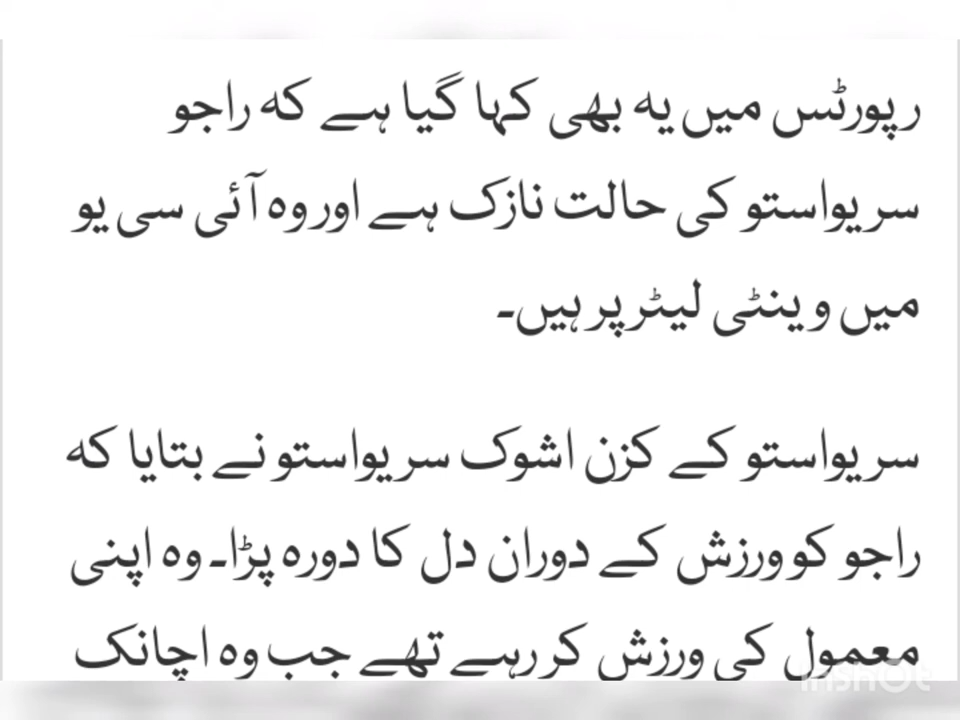 رپورٹس میں یہ بھی کہا گیا ہے کہ راجو
سریواستو کی حالت نازک ہے اور وہ آئی سی یو
میں وینٹی لیٹر پر ہیں۔
سریواستو کے کزن اشوک سریواستو نے بتایا کہ
راجو کو ورزش کے دوران دل کا دورہ پڑا۔ وہ اپنی
معمول کی ورزش کر رہے تھے جب وہ اچانک
InShOt